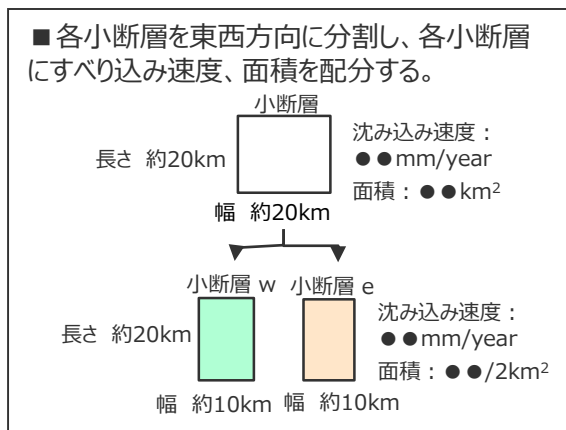 ■各小断層を東西方向に分割し、各小断層
にすべり込み速度、面積を配分する。
小断層
長さ 約20km
沈み込み速度：
●●mm/year
面積：●●km²
幅 約20km
小断層 w 小断層 e
長さ 約20km
沈み込み速度：
●●mm/year
面積：●●/2km²
幅 約10km 幅 約10km